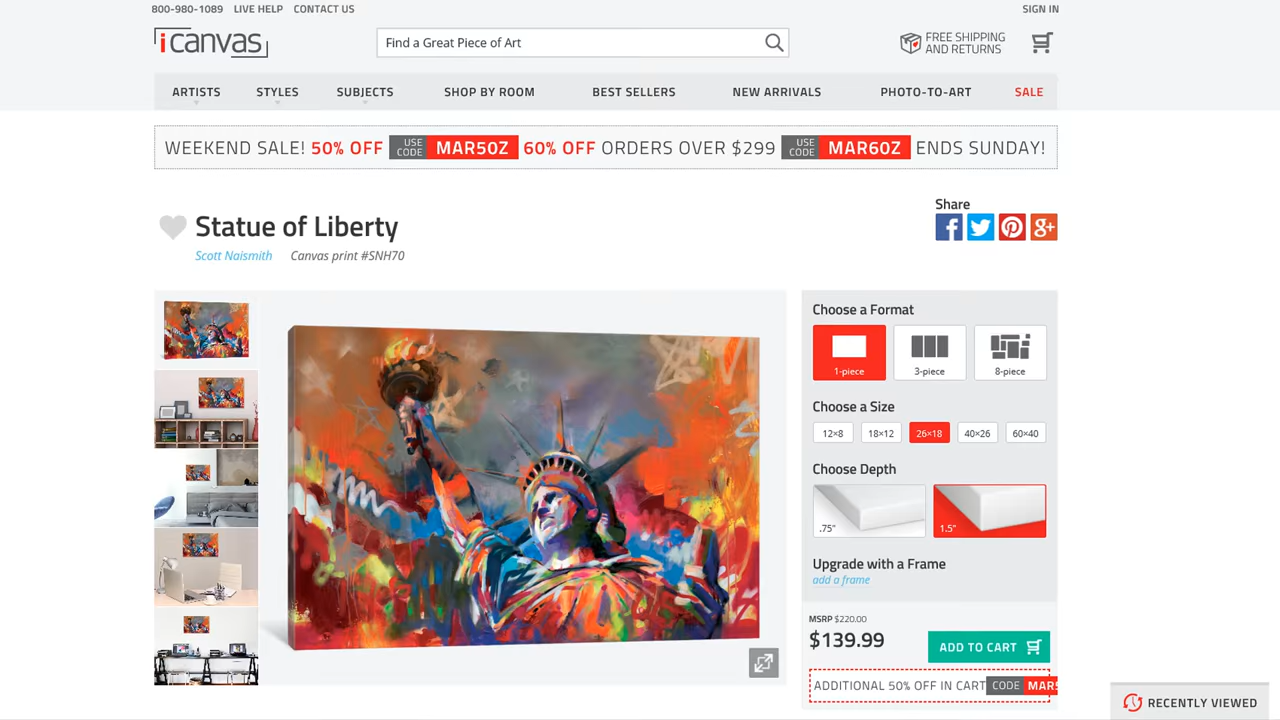 800-980-1089 LIVE HELP CONTACT US SIGN IN
icanvas
Find a Great Piece of Art
FREE SHIPPING
AND RETURNS
ARTISTS STYLES SUBJECTS SHOP BY ROOM BEST SELLERS NEW ARRIVALS PHOTO-TO-ART SALE
WEEKEND SALE! 50% OFF USE CODE MAR50Z 60% OFF ORDERS OVER $299 USE CODE MAR60Z ENDS SUNDAY!
Share
Statue of Liberty
Scott Naismith Canvas print #SNH70
Choose a Format
1-piece 3-piece 8-piece
Choose a Size
12×8 18×12 26×18 40×26 60×40
Choose Depth
.75" 1.5"
Upgrade with a Frame
add a frame
MSRP $220.00
$139.99
ADD TO CART
ADDITIONAL 50% OFF IN CART CODE MAR5
RECENTLY VIEWED